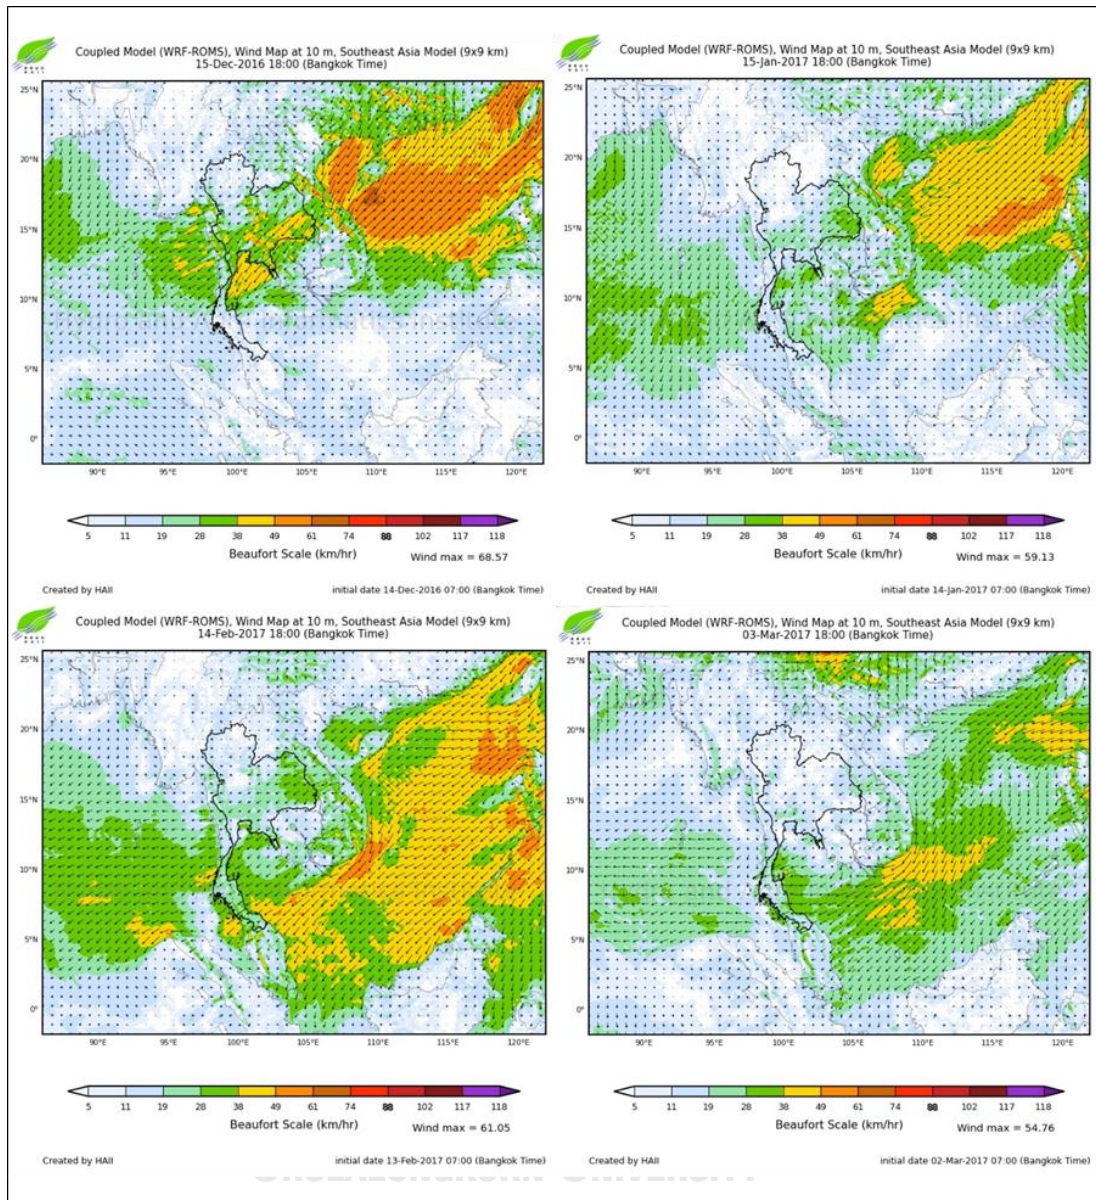 Coupled Model (WRF-ROMS), Wind Map at 10 m, Southeast Asia Model (9x9 km)
15-Dec-2016 18:00 (Bangkok Time)
25°N
20°N
15°N
10°N
5°N
0°
90°E 95°E 100°E 105°E 110°E 115°E 120°E
5 11 19 28 38 49 61 74 88 102 117 118
Beaufort Scale (km/hr)
Wind max = 68.57
Created by HAII
initial date 14-Dec-2016 07:00 (Bangkok Time)
Coupled Model (WRF-ROMS), Wind Map at 10 m, Southeast Asia Model (9x9 km)
15-Jan-2017 18:00 (Bangkok Time)
25°N
20°N
15°N
10°N
5°N
0°
90°E 95°E 100°E 105°E 110°E 115°E 120°E
5 11 19 28 38 49 61 74 88 102 117 118
Beaufort Scale (km/hr)
Wind max = 59.13
Created by HAII
initial date 14-Jan-2017 07:00 (Bangkok Time)
Coupled Model (WRF-ROMS), Wind Map at 10 m, Southeast Asia Model (9x9 km)
14-Feb-2017 18:00 (Bangkok Time)
25°N
20°N
15°N
10°N
5°N
0°
90°E 95°E 100°E 105°E 110°E 115°E 120°E
5 11 19 28 38 49 61 74 88 102 117 118
Beaufort Scale (km/hr)
Wind max = 61.05
Created by HAII
initial date 13-Feb-2017 07:00 (Bangkok Time)
Coupled Model (WRF-ROMS), Wind Map at 10 m, Southeast Asia Model (9x9 km)
03-Mar-2017 18:00 (Bangkok Time)
25°N
20°N
15°N
10°N
5°N
0°
90°E 95°E 100°E 105°E 110°E 115°E 120°E
5 11 19 28 38 49 61 74 88 102 117 118
Beaufort Scale (km/hr)
Wind max = 54.76
Created by HAII
initial date 02-Mar-2017 07:00 (Bangkok Time)